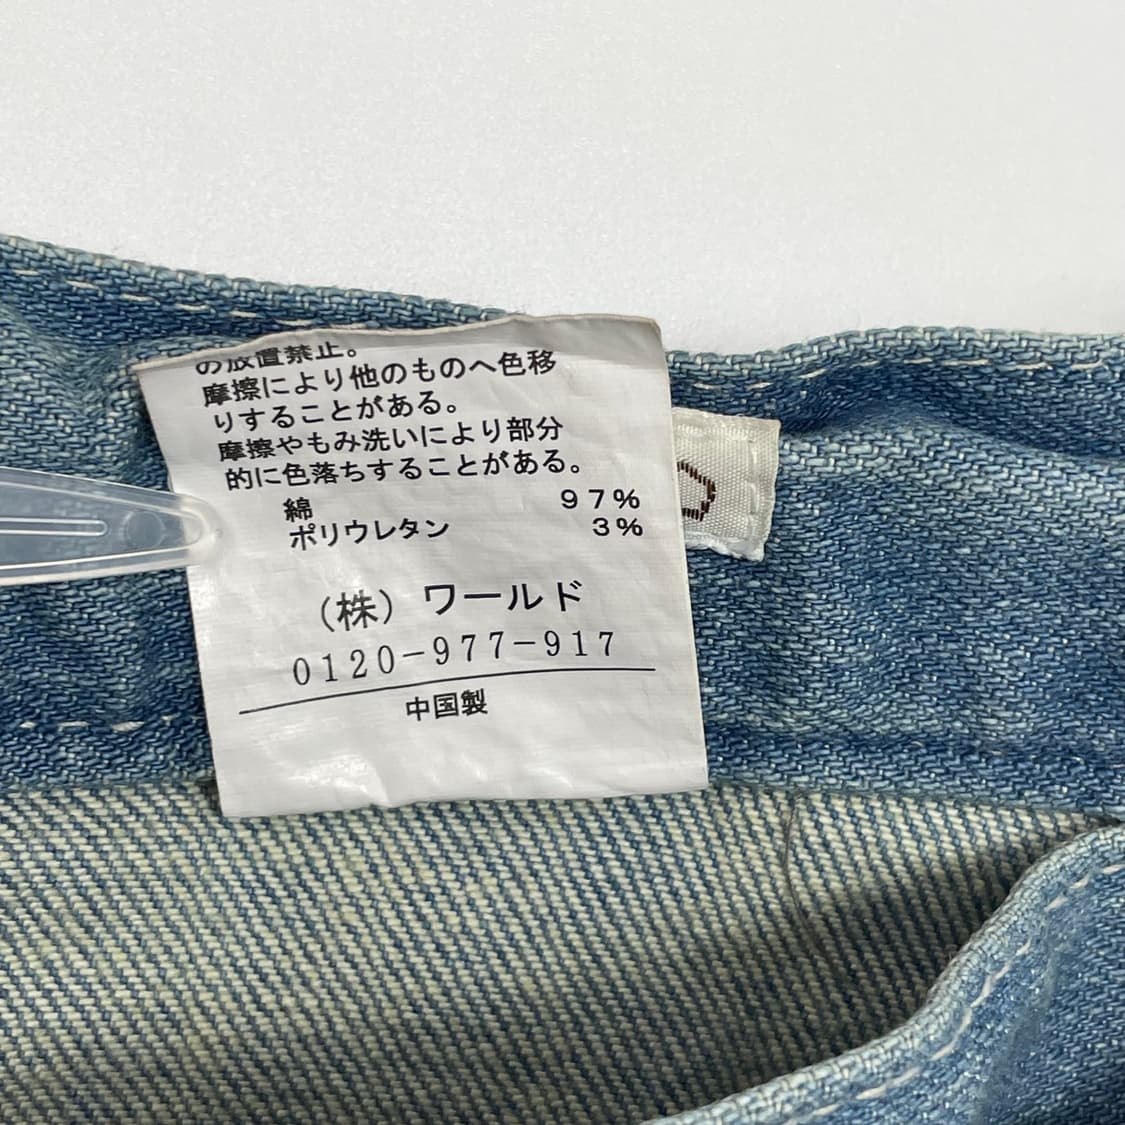 の放置禁止。
摩擦により他のものへ色移
りすることがある。
摩擦やもみ洗いにより部分
的に色落ちすることがある。
綿 97%
ポリウレタン 3%
(株)ワールド
0120-977-917
中国製